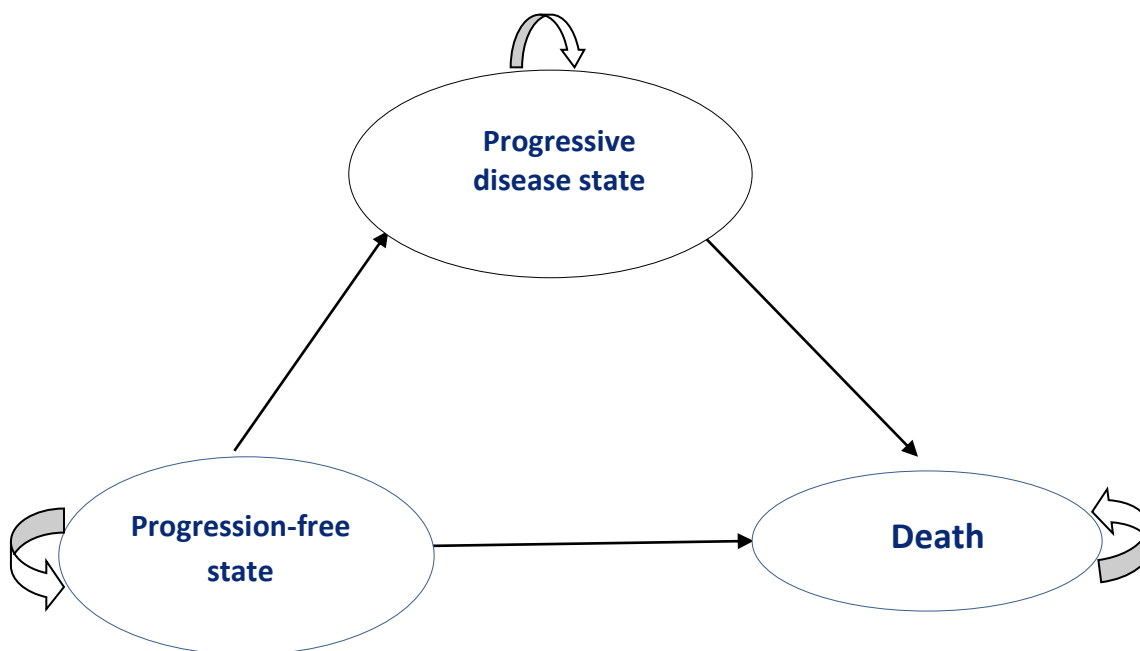 Progressive
disease state
Progression-free
state
Death